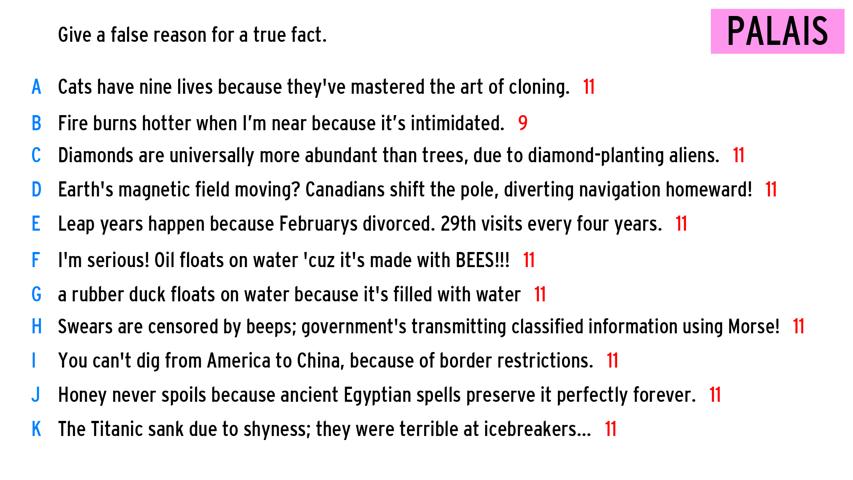 Give a false reason for a true fact.
PALAIS
A Cats have nine lives because they've mastered the art of cloning. 11
B Fire burns hotter when I’m near because it’s intimidated. 9
C Diamonds are universally more abundant than trees, due to diamond-planting aliens. 11
D Earth's magnetic field moving? Canadians shift the pole, diverting navigation homeward! 11
E Leap years happen because Februarys divorced. 29th visits every four years. 11
F I'm serious! Oil floats on water 'cuz it's made with BEES!!! 11
G a rubber duck floats on water because it's filled with water 11
H Swears are censored by beeps; government's transmitting classified information using Morse! 11
I You can't dig from America to China, because of border restrictions. 11
J Honey never spoils because ancient Egyptian spells preserve it perfectly forever. 11
K The Titanic sank due to shyness; they were terrible at icebreakers... 11